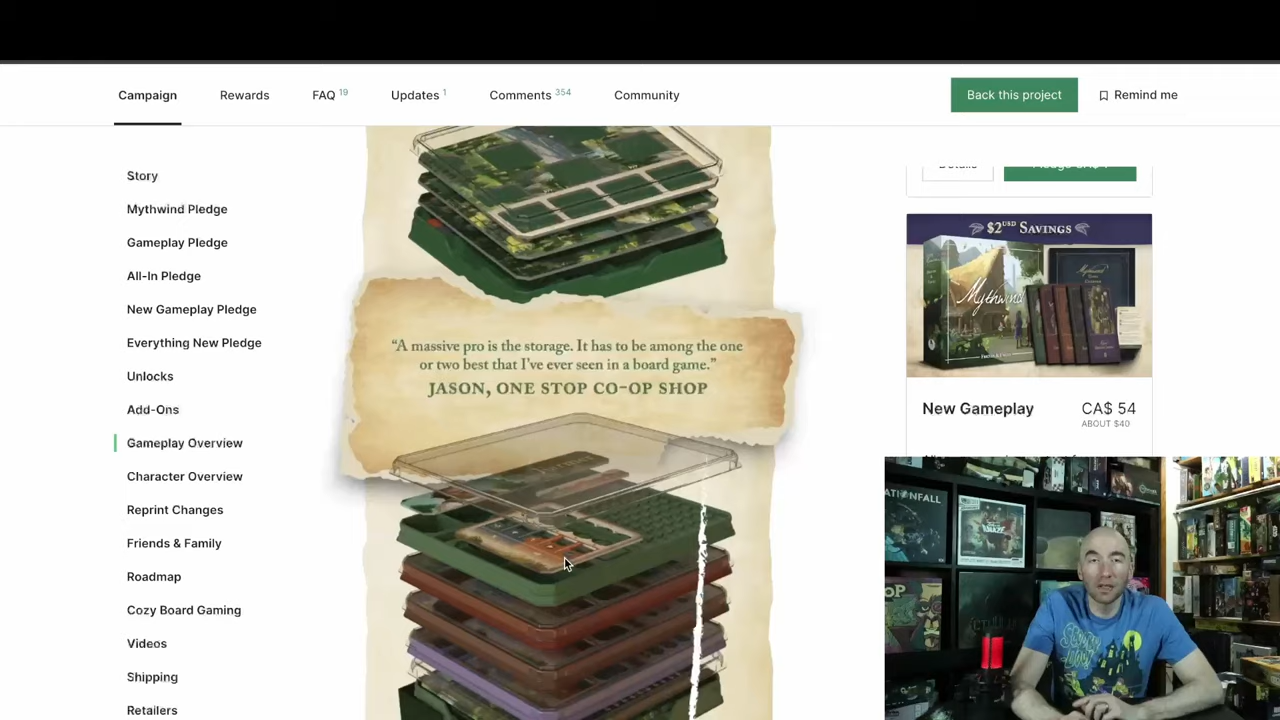 Campaign
Rewards
FAQ 19
Updates 1
Comments 354
Community
Back this project
Remind me
Story
Mythwind Pledge
Gameplay Pledge
All-In Pledge
New Gameplay Pledge
Everything New Pledge
Unlocks
Add-Ons
Gameplay Overview
Character Overview
Reprint Changes
Friends & Family
Roadmap
Cozy Board Gaming
Videos
Shipping
Retailers
“A massive pro is the storage. It has to be among the one
or two best that I’ve ever seen in a board game.”
JASON, ONE STOP CO-OP SHOP
$2 USD SAVINGS
Mythwind
New Gameplay
CA$ 54
ABOUT $40